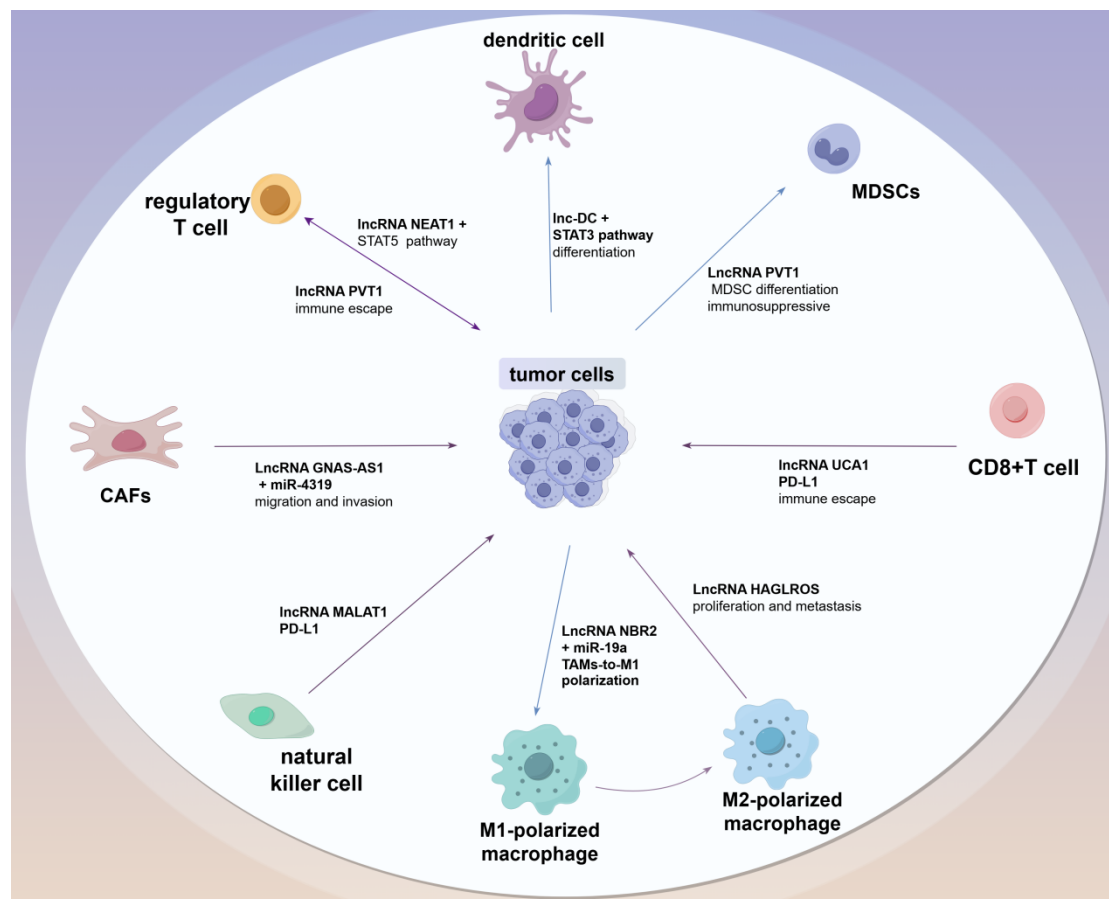 dendritic cell
MDSCs
regulatory
T cell
lncRNA NEAT1 +
STAT5 pathway
lnc-DC +
STAT3 pathway
differentiation
LncRNA PVT1
MDSC differentiation
immunosuppressive
lncRNA PVT1
immune escape
tumor cells
CAFs
LncRNA GNAS-AS1
+ miR-4319
migration and invasion
lncRNA UCA1
PD-L1
immune escape
CD8+T cell
lncRNA MALAT1
PD-L1
LncRNA NBR2
+ miR-19a
TAMs-to-M1
polarization
LncRNA HAGLROS
proliferation and metastasis
natural
killer cell
M1-polarized
macrophage
M2-polarized
macrophage